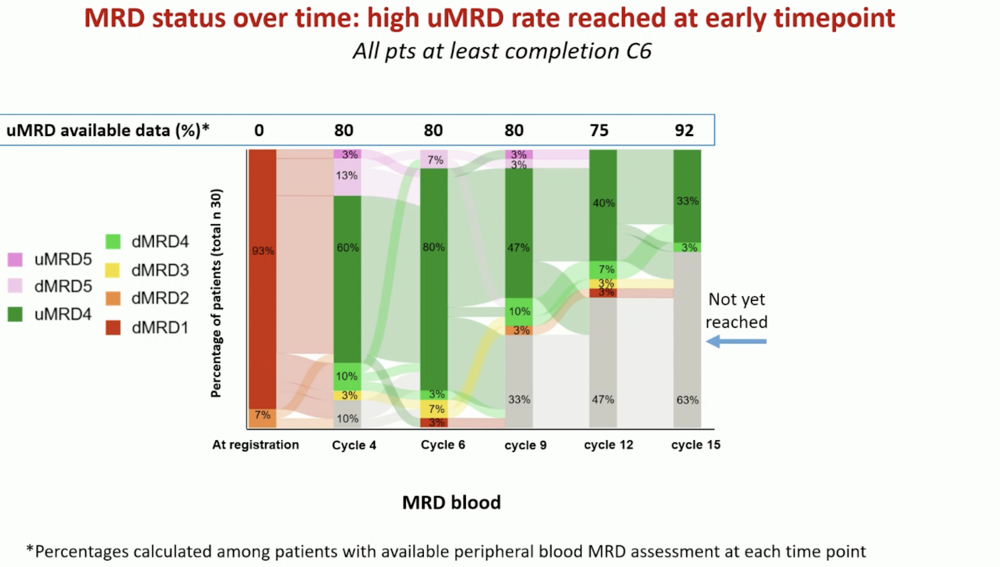 MRD status over time: high uMRD rate reached at early timepoint
All pts at least completion C6
uMRD available data (%)* 0 80 80 80 75 92
Percentage of patients (total n 30)
uMRD5
dMRD5
uMRD4
dMRD4
dMRD3
dMRD2
dMRD1
93%
7%
3%
13%
60%
10%
3%
10%
7%
80%
3%
7%
3%
3%
3%
47%
10%
3%
33%
40%
7%
3%
3%
47%
33%
3%
63%
Not yet
reached
At registration Cycle 4 Cycle 6 cycle 9 cycle 12 cycle 15
MRD blood
*Percentages calculated among patients with available peripheral blood MRD assessment at each time point